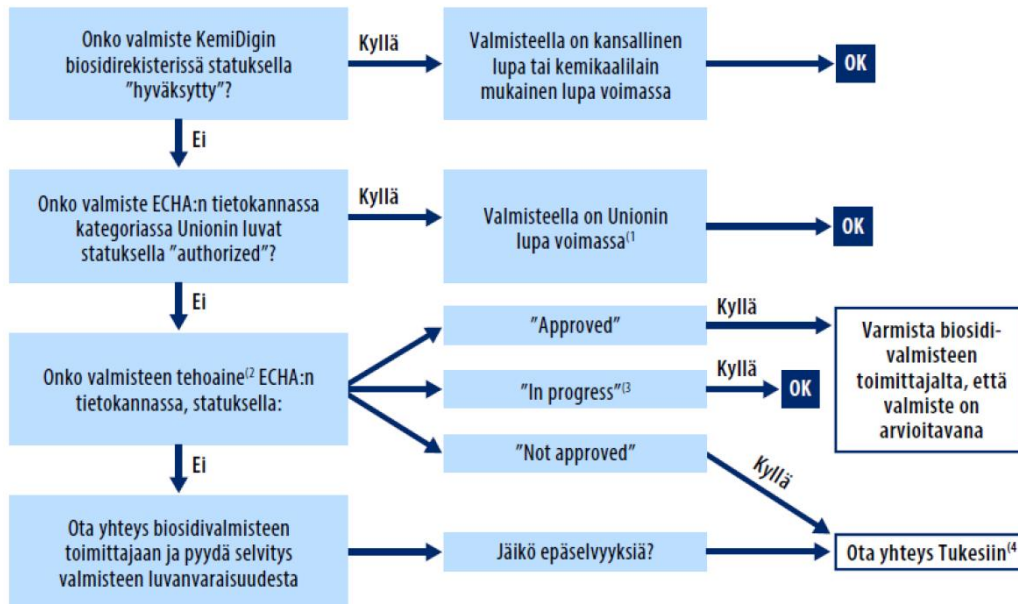 Onko valmiste KemiDigin
biosidirekisterissä statuksella
”hyväksytty”?
Kyllä
Valmisteella on kansallinen
lupa tai kemikaalilain
mukainen lupa voimassa
OK
Ei
Onko valmiste ECHA:n tietokannassa
kategoriassa Unionin luvat
statuksella ”authorized”?
Kyllä
Valmisteella on Unionin
lupa voimassa(1
OK
Ei
Onko valmisteen tehoaine(2 ECHA:n
tietokannassa, statuksella:
”Approved”
Kyllä
Varmista biosidi-
valmisteen
toimittajalta, että
valmiste on
arvioitavana
”In progress”(3
Kyllä
OK
”Not approved”
Kyllä
Ei
Ota yhteys biosidivalmisteen
toimittajaan ja pyydä selvitys
valmisteen luvanvaraisuudesta
Jäikö epäselvyyksiä?
Ota yhteys Tukesiin(4